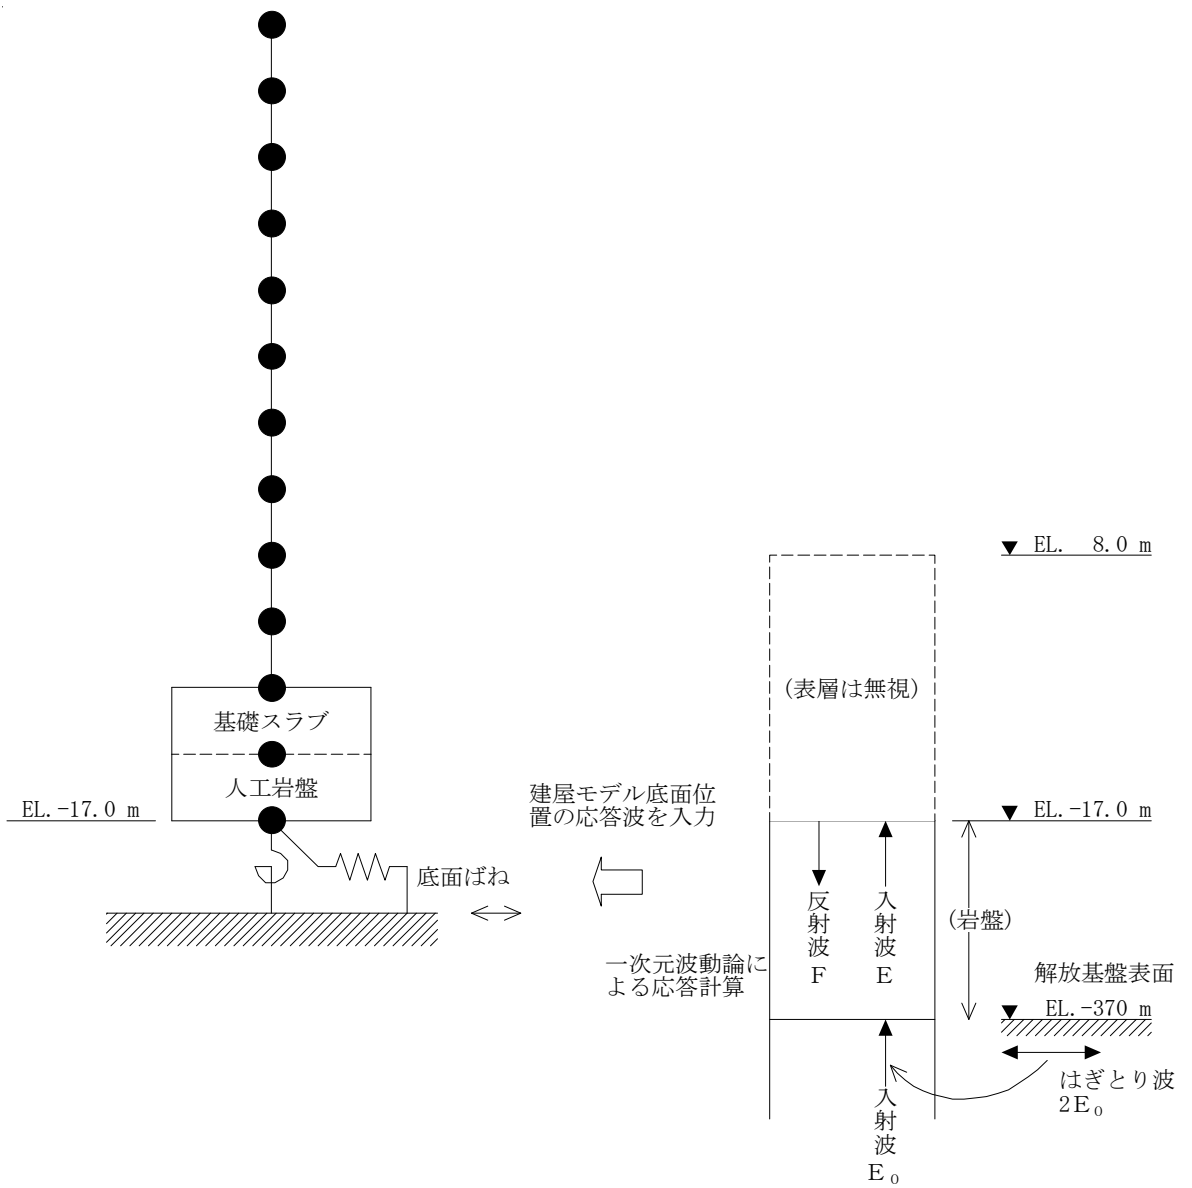 EL. 8.0 m
(表層は無視)
基礎スラブ
人工岩盤
EL.-17.0 m
底面ばね
建屋モデル底面位
置の応答波を入力
EL.-17.0 m
反射波F
入射波E
(岩盤)
一次元波動論に
よる応答計算
解放基盤表面
EL.-370 m
はぎとり波
2E₀
入射波E₀